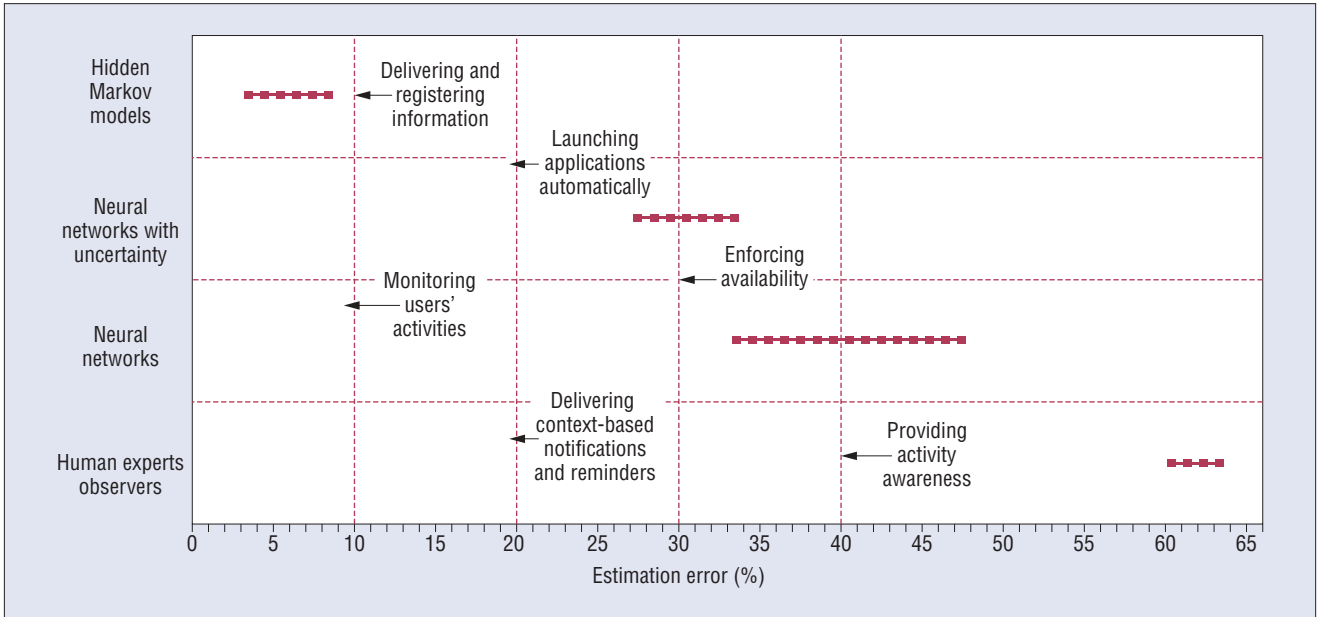 Hidden
Markov
models
Delivering and
registering
information
Launching
applications
automatically
Neural
networks with
uncertainty
Enforcing
availability
Monitoring
users’
activities
Neural
networks
Delivering
context-based
notifications
and reminders
Providing
activity
awareness
Human experts
observers
0 5 10 15 20 25 30 35 40 45 50 55 60 65
Estimation error (%)